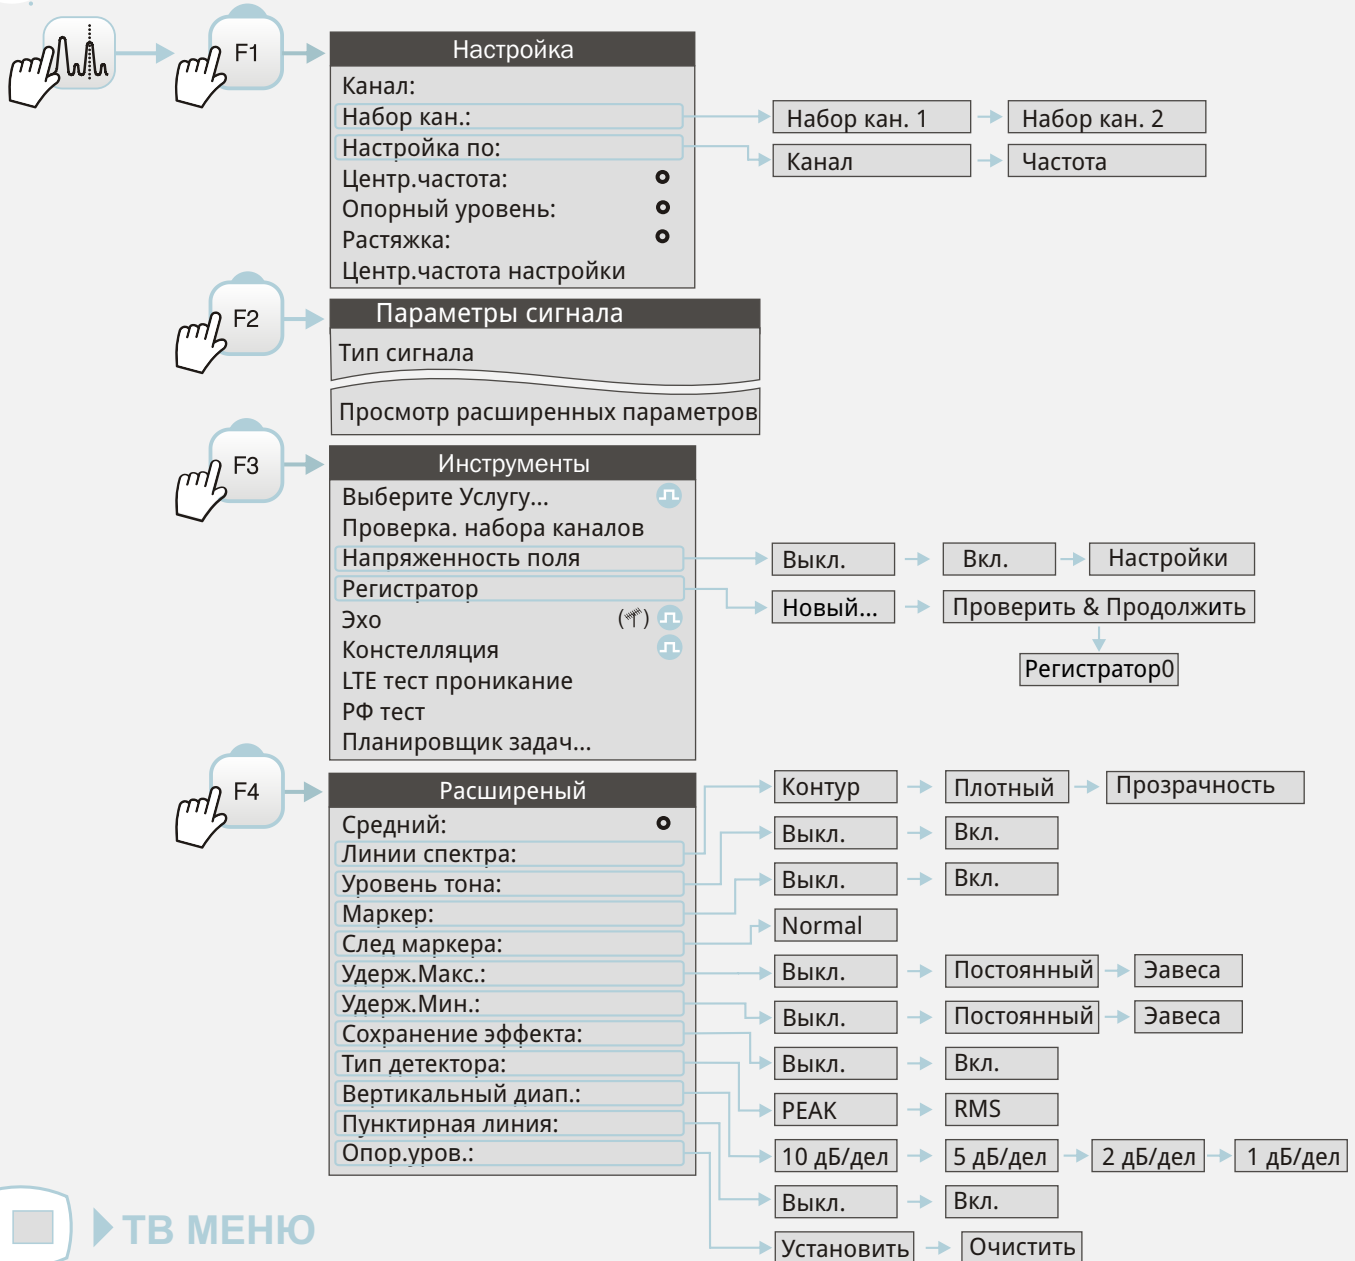 F1
Настройка
Канал:
Набор кан.:
Набор кан. 1
Набор кан. 2
Настройка по:
Канал
Частота
Центр.частота:
Опорный уровень:
Растяжка:
Центр.частота настройки
F2
Параметры сигнала
Тип сигнала
Просмотр расширенных параметров
F3
Инструменты
Выберите Услугу...
Проверка. набора каналов
Напряженность поля
Выкл.
Вкл.
Настройки
Регистратор
Новый...
Проверить & Продолжить
Регистратор0
Эхо
Констелляция
LTE тест проникание
РФ тест
Планировщик задач...
F4
Расширеный
Средний:
Линии спектра:
Контур
Плотный
Прозрачность
Уровень тона:
Выкл.
Вкл.
Маркер:
Выкл.
Вкл.
След маркера:
Normal
Удерж.Макс.:
Выкл.
Постоянный
Эавеса
Удерж.Мин.:
Выкл.
Постоянный
Эавеса
Сохранение эффекта:
Выкл.
Вкл.
Тип детектора:
PEAK
RMS
Вертикальный диап.:
10 дБ/дел
5 дБ/дел
2 дБ/дел
1 дБ/дел
Пунктирная линия:
Выкл.
Вкл.
Опор.уров.:
Установить
Очистить
ТВ МЕНЮ